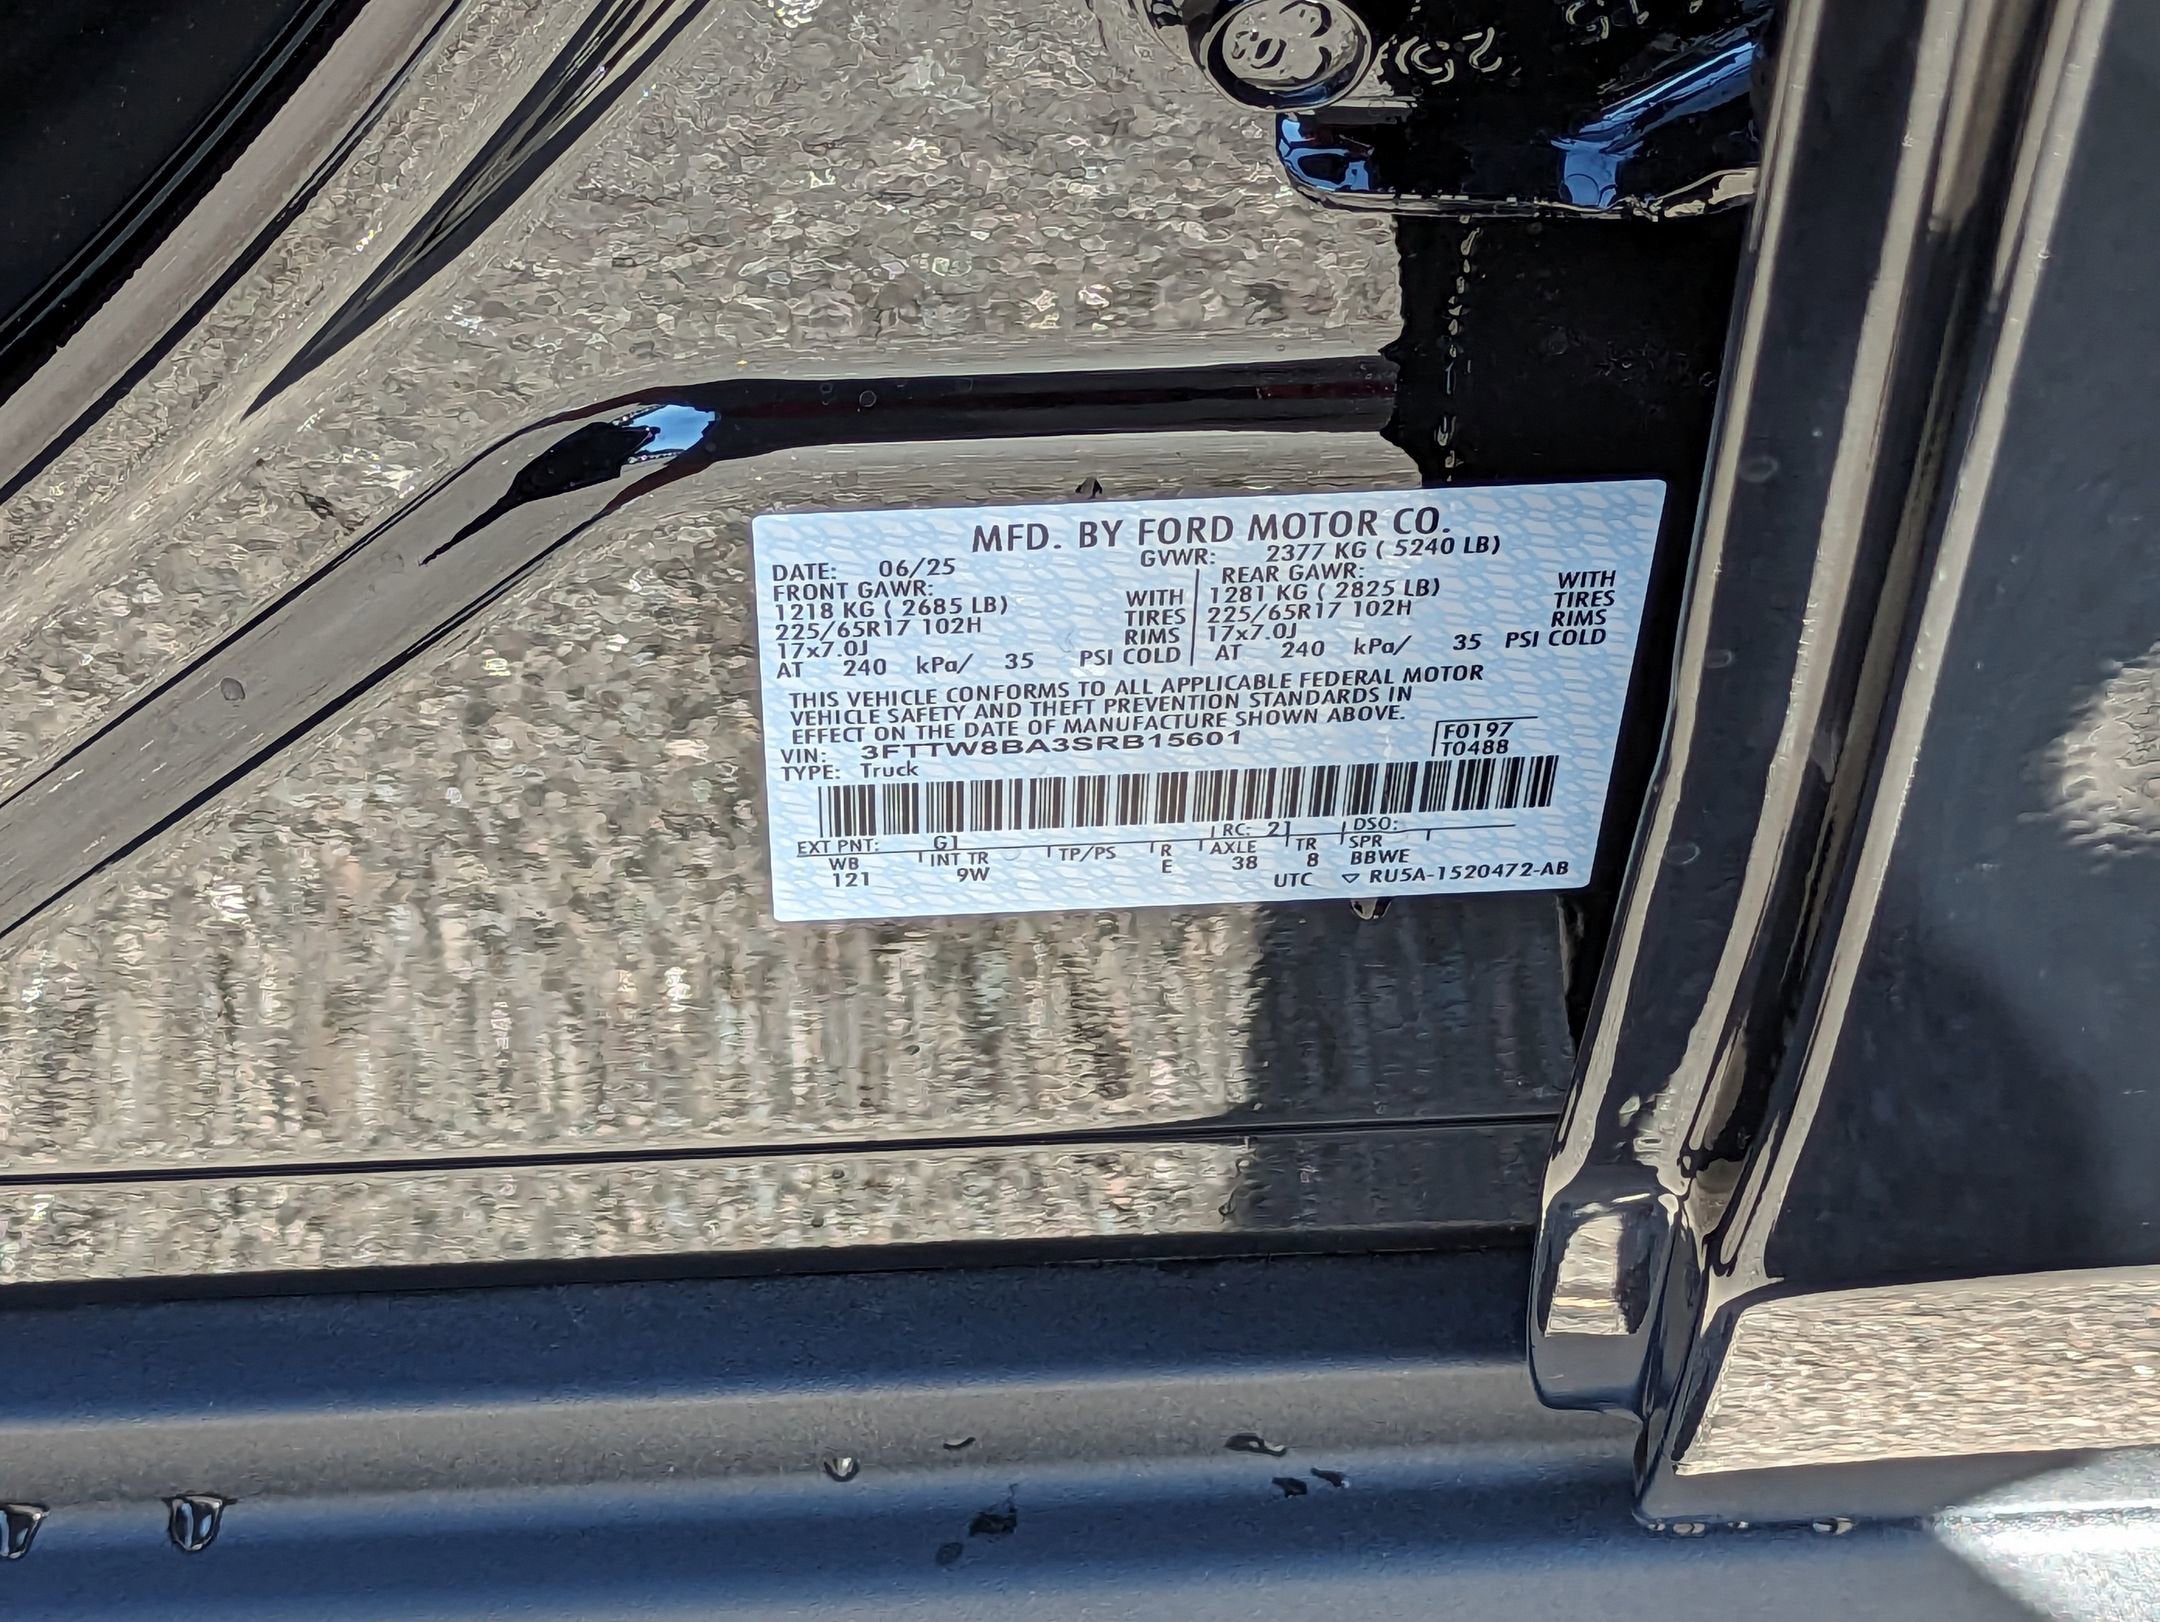 MFD. BY FORD MOTOR CO.
DATE: 06/25 GVWR: 2377 KG ( 5240 LB)
FRONT GAWR: REAR GAWR:
1218 KG ( 2685 LB) WITH 1281 KG ( 2825 LB) WITH
225/65R17 102H TIRES 225/65R17 102H TIRES
17x7.0J RIMS 17x7.0J RIMS
AT 240 kPa/ 35 PSI COLD AT 240 kPa/ 35 PSI COLD
THIS VEHICLE CONFORMS TO ALL APPLICABLE FEDERAL MOTOR
VEHICLE SAFETY AND THEFT PREVENTION STANDARDS IN
EFFECT ON THE DATE OF MANUFACTURE SHOWN ABOVE.
VIN: 3FTTW8BA3SRB15601 F0197
TYPE: Truck T0488
EXT PNT: G1 RC: 21 DSO:
WB INT TR TP/PS R AXLE TR SPR
121 9W E 38 8 BBWE
UTC ▽ RU5A-1520472-AB